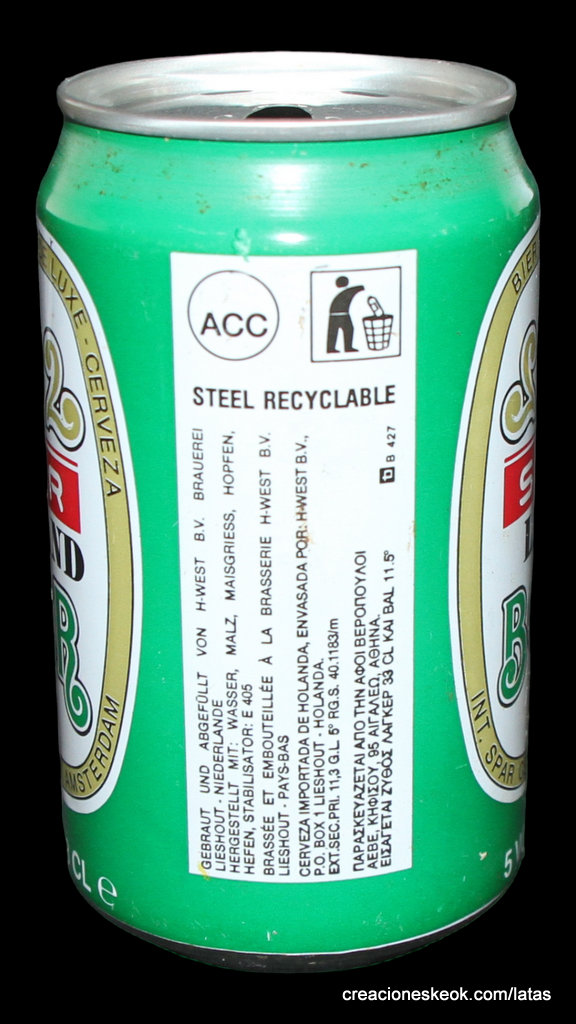 ACC
STEEL RECYCLABLE
GEBRAUT UND ABGEFÜLLT VON H-WEST B.V. BRAUEREI
LIESHOUT - NIEDERLANDE
HERGESTELLT MIT: WASSER, MALZ, MAISGRIESS, HOPFEN,
HEFEN, STABILISATOR: E 405
BRASSÉE ET EMBOUTEILLÉE À LA BRASSERIE H-WEST B.V.
LIESHOUT - PAYS-BAS
CERVEZA IMPORTADA DE HOLANDA, ENVASADA POR: H-WEST B.V.,
P.O. BOX 1 LIESHOUT - HOLANDA.
EXT.SEC.PRI. 11,3 G.L. 5° RG.S. 40.1183/m
ΠΑΡΑΣΚΕΥΑΖΕΤΑΙ ΑΠΟ ΤΗΝ ΑΦΟΙ ΒΕΡΟΠΟΥΛΟΙ
ΑΕΒΕ, ΚΗΦΙΣΟΥ, 95 ΑΙΓΑΛΕΩ, ΑΘΗΝΑ.
ΕΙΣΑΓΕΤΑΙ ΖΥΘΟΣ ΛΑΓΚΕΡ 33 CL ΚΑΙ BAL 11.5°
B 427
LUXE - CERVEZA
R
ND
R
AMSTERDAM
CL e
BIER
S
B
INT. SPAR
5
creacioneskeok.com/latas